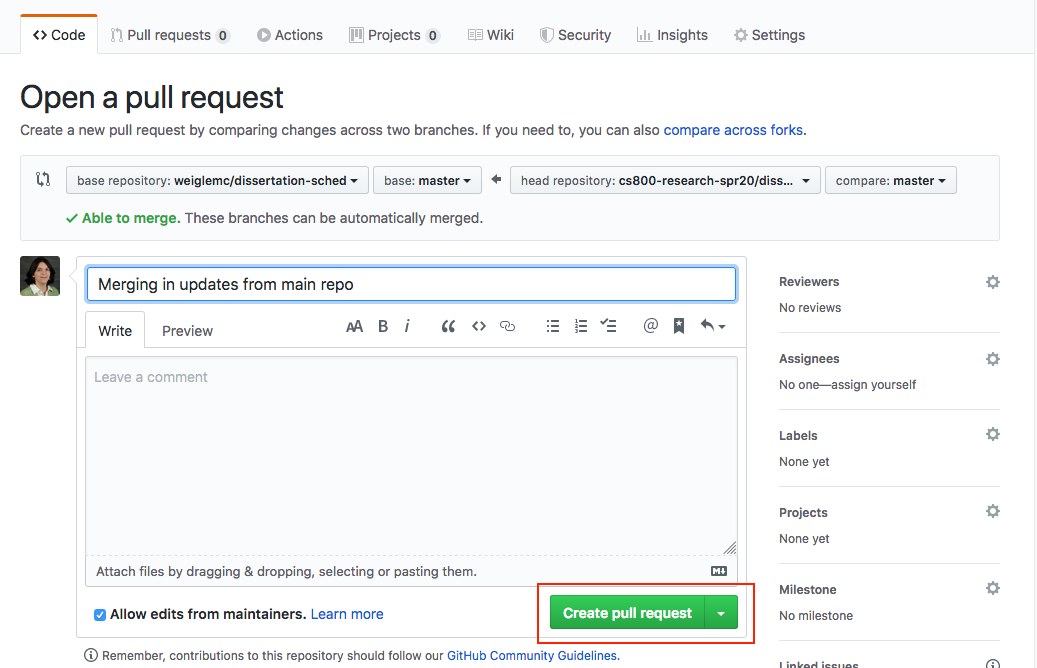 Code Pull requests 0 Actions Projects 0 Wiki Security Insights Settings
Open a pull request
Create a new pull request by comparing changes across two branches. If you need to, you can also compare across forks.
base repository: weiglemc/dissertation-sched base: master head repository: cs800-research-spr20/diss... compare: master
Able to merge. These branches can be automatically merged.
Merging in updates from main repo
Write Preview AA B i
Leave a comment
Attach files by dragging & dropping, selecting or pasting them.
Allow edits from maintainers. Learn more Create pull request
Remember, contributions to this repository should follow our GitHub Community Guidelines.
Reviewers
No reviews
Assignees
No one—assign yourself
Labels
None yet
Projects
None yet
Milestone
No milestone
Linked issues